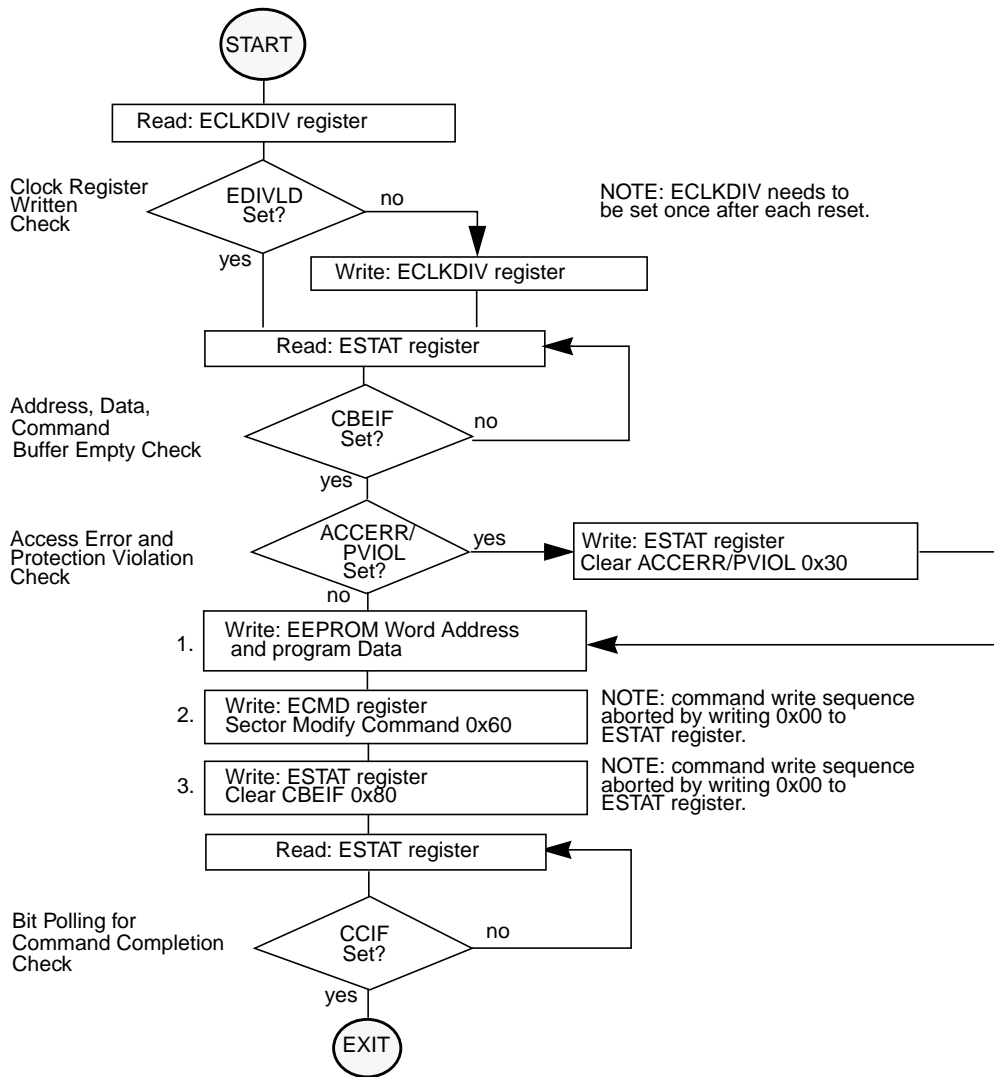 START
Read: ECLKDIV register
Clock Register
Written
Check
EDIVLD
Set?
no
yes
NOTE: ECLKDIV needs to
be set once after each reset.
Write: ECLKDIV register
Read: ESTAT register
Address, Data,
Command
Buffer Empty Check
CBEIF
Set?
no
yes
Access Error and
Protection Violation
Check
ACCERR/
PVIOL
Set?
yes
no
Write: ESTAT register
Clear ACCERR/PVIOL 0x30
1.
Write: EEPROM Word Address
and program Data
2.
Write: ECMD register
Sector Modify Command 0x60
NOTE: command write sequence
aborted by writing 0x00 to
ESTAT register.
3.
Write: ESTAT register
Clear CBEIF 0x80
NOTE: command write sequence
aborted by writing 0x00 to
ESTAT register.
Read: ESTAT register
Bit Polling for
Command Completion
Check
CCIF
Set?
no
yes
EXIT